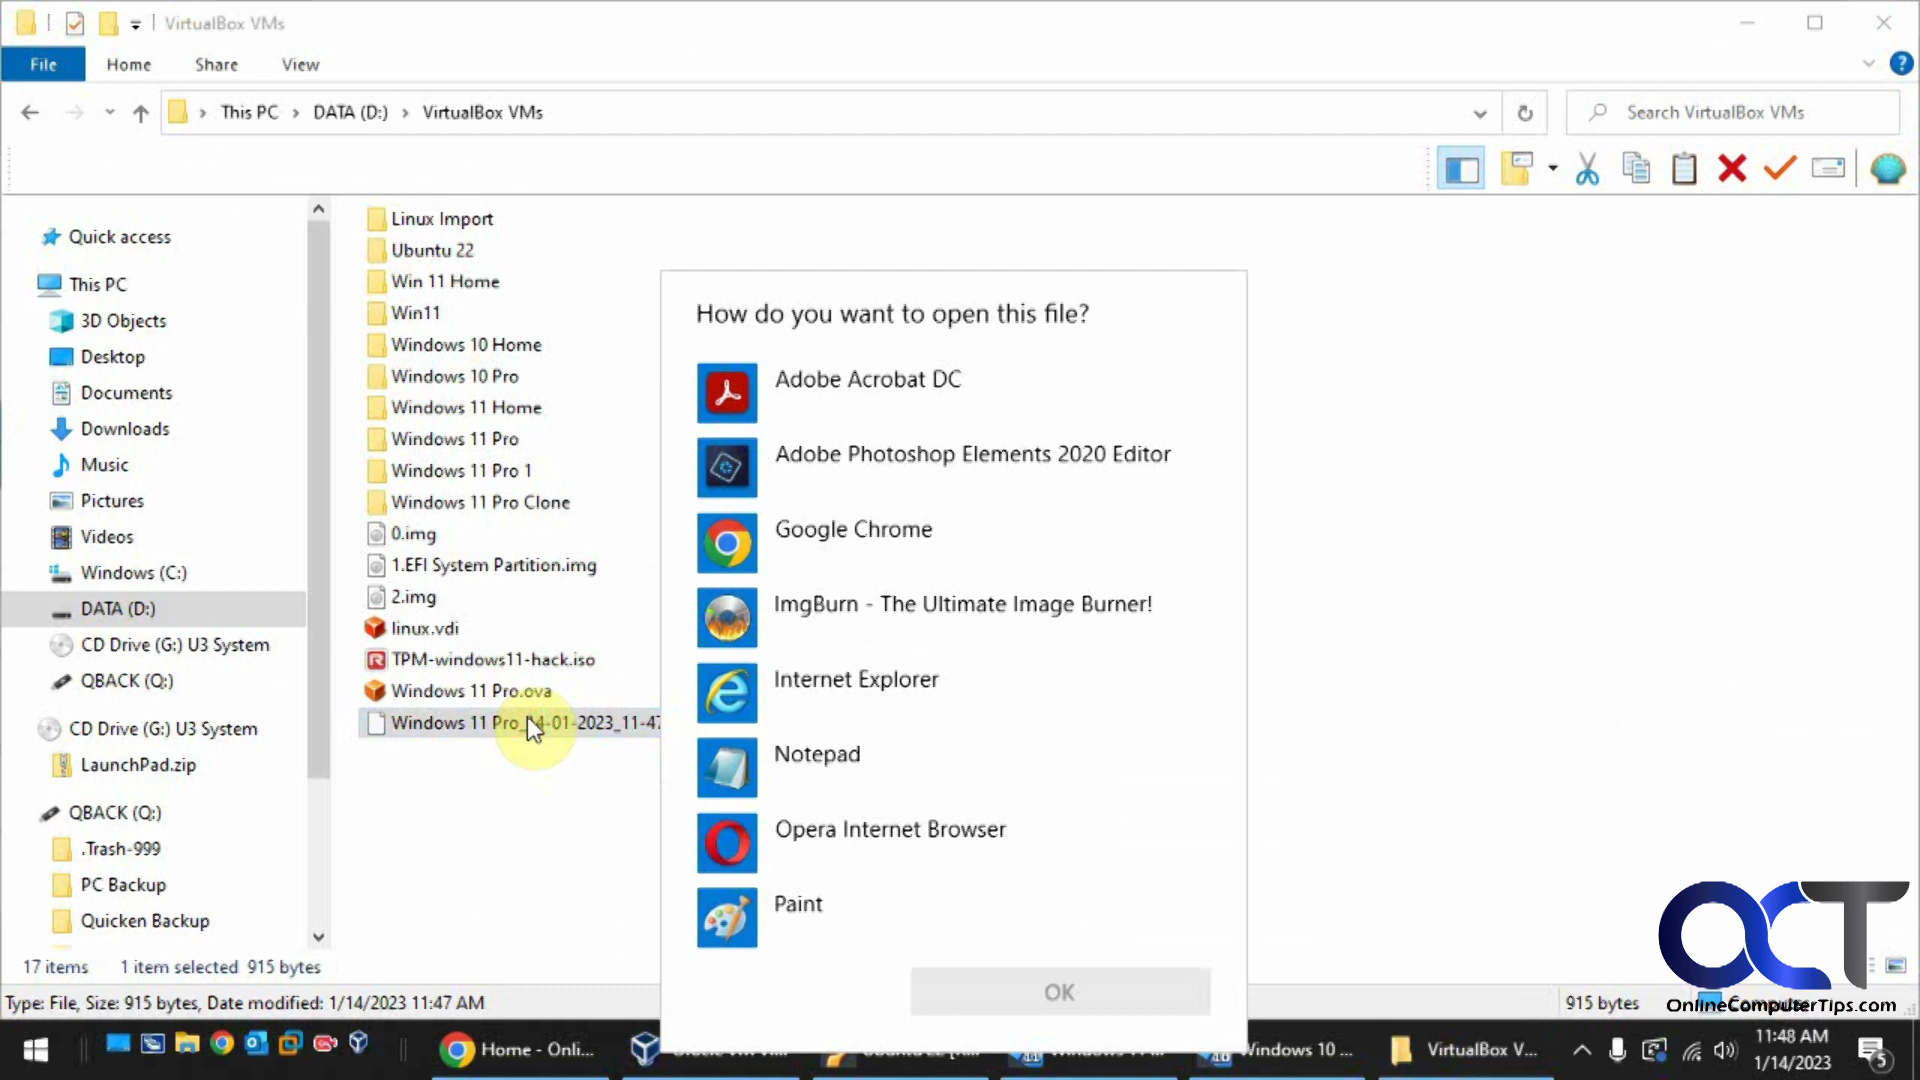 VirtualBox VMs
File Home Share View
This PC DATA (D:) VirtualBox VMs
Search VirtualBox VMs
Quick access
This PC
3D Objects
Desktop
Documents
Downloads
Music
Pictures
Videos
Windows (C:)
DATA (D:)
CD Drive (G:) U3 System
QBACK (Q:)
CD Drive (G:) U3 System
LaunchPad.zip
QBACK (Q:)
.Trash-999
PC Backup
Quicken Backup
Linux Import
Ubuntu 22
Win 11 Home
Win11
Windows 10 Home
Windows 10 Pro
Windows 11 Home
Windows 11 Pro
Windows 11 Pro 1
Windows 11 Pro Clone
0.img
1.EFI System Partition.img
2.img
linux.vdi
TPM-windows11-hack.iso
Windows 11 Pro.ova
Windows 11 Pro_14-01-2023_11-47
How do you want to open this file?
Adobe Acrobat DC
Adobe Photoshop Elements 2020 Editor
Google Chrome
ImgBurn - The Ultimate Image Burner!
Internet Explorer
Notepad
Opera Internet Browser
Paint
OK
17 items 1 item selected 915 bytes
Type: File, Size: 915 bytes, Date modified: 1/14/2023 11:47 AM
915 bytes
OCT
OnlineComputerTips.com
Home - Onli...
Windows 10 ...
VirtualBox V...
11:48 AM
1/14/2023
5